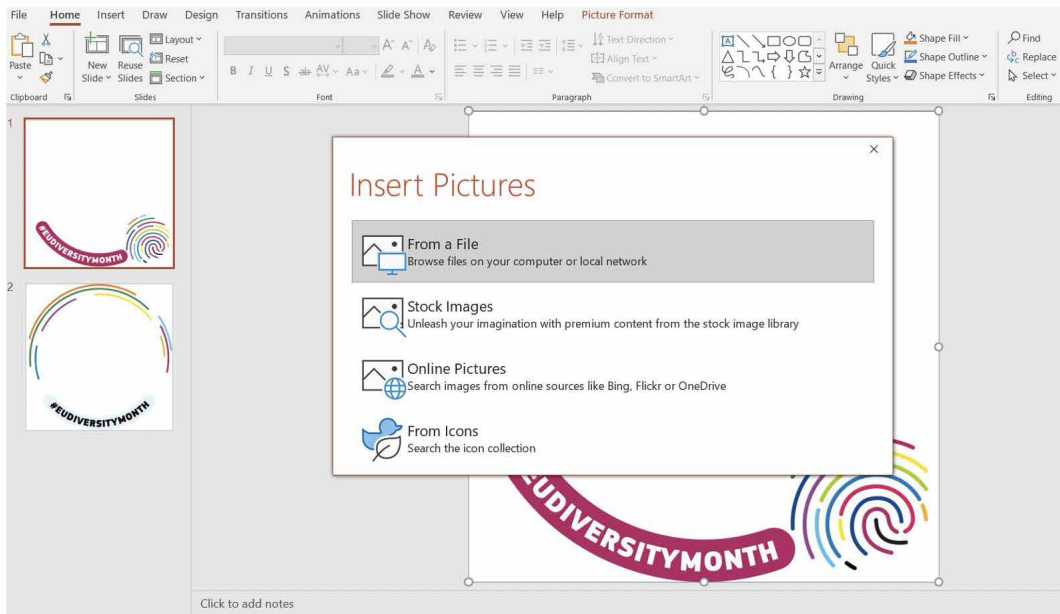 File Home Insert Draw Design Transitions Animations Slide Show Review View Help Picture Format
Paste
Clipboard
New Slide
Reuse Slides
Layout
Reset
Section
Slides
B I U S ab AV Aa A
Font
Text Direction
Align Text
Convert to SmartArt
Paragraph
Arrange
Quick Styles
Shape Fill
Shape Outline
Shape Effects
Drawing
Find
Replace
Select
Editing
1
#EUDIVERSITYMONTH
2
#EUDIVERSITYMONTH
Insert Pictures
From a File
Browse files on your computer or local network
Stock Images
Unleash your imagination with premium content from the stock image library
Online Pictures
Search images from online sources like Bing, Flickr or OneDrive
From Icons
Search the icon collection
EUDIVERSITYMONTH
Click to add notes